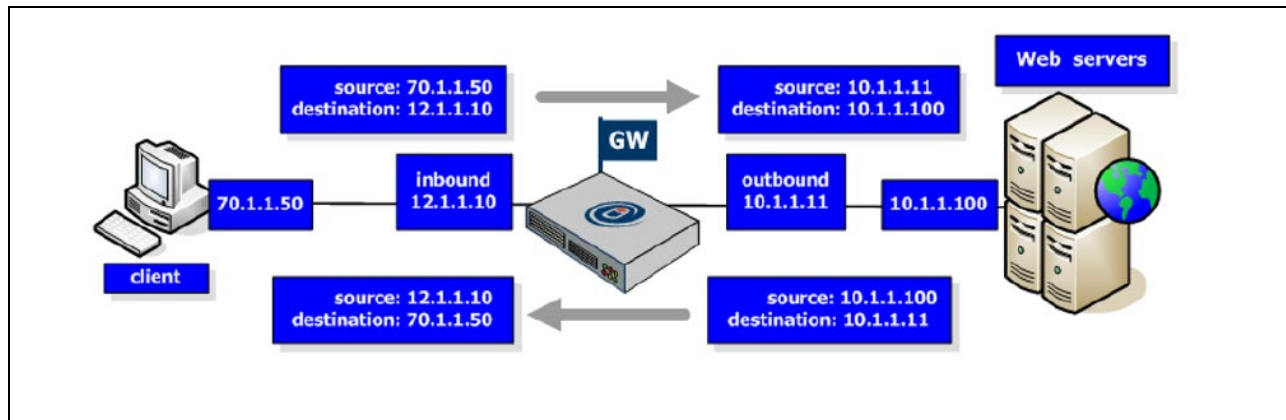 Web servers
source: 70.1.1.50
destination: 12.1.1.10
source: 10.1.1.11
destination: 10.1.1.100
GW
70.1.1.50
inbound
12.1.1.10
outbound
10.1.1.11
10.1.1.100
client
source: 12.1.1.10
destination: 70.1.1.50
source: 10.1.1.100
destination: 10.1.1.11